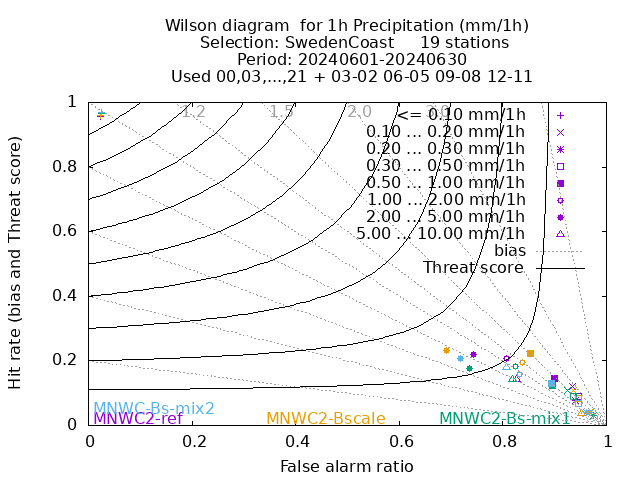 Wilson diagram  for 1h Precipitation (mm/1h)
Selection: SwedenCoast     19 stations
Period: 20240601-20240630
Used 00,03,...,21 + 03-02 06-05 09-08 12-11
Hit rate (bias and Threat score)
1
0.8
0.6
0.4
0.2
0
1.2
1.5
2.0
3.0
<= 0.10 mm/1h
0.10 ... 0.20 mm/1h
0.20 ... 0.30 mm/1h
0.30 ... 0.50 mm/1h
0.50 ... 1.00 mm/1h
1.00 ... 2.00 mm/1h
2.00 ... 5.00 mm/1h
5.00 ... 10.00 mm/1h
bias
Threat score
MNWC-Bs-mix2
MNWC2-ref
MNWC2-Bscale
MNWC2-Bs-mix1
0
0.2
0.4
0.6
0.8
1
False alarm ratio